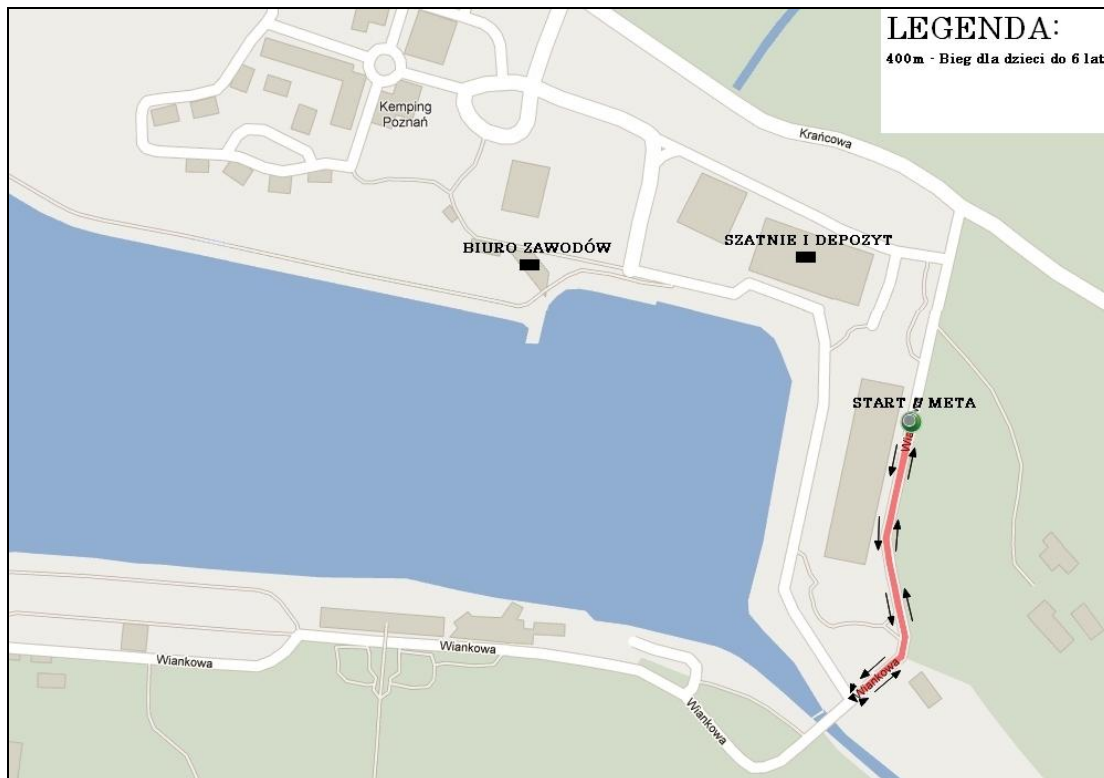 LEGENDA:
400m - Bieg dla dzieci do 6 lat
Kemping
Poznań
Krańcowa
BIURO ZAWODÓW
SZATNIE I DEPOZYT
START // META
Wiankowa
Wiankowa
Wiankowa
Wiankowa